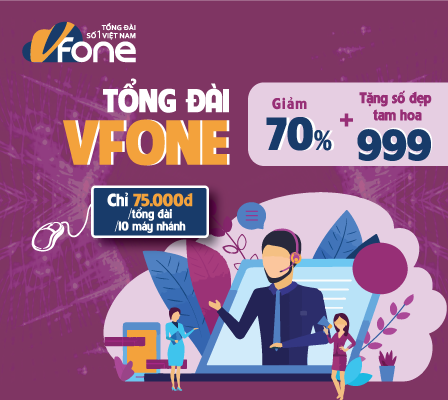 TỔNG ĐÀI
SỐ 1 VIỆT NAM
Vfone
TỔNG ĐÀI
VFONE
Giảm
70%
+
Tặng số đẹp
tam hoa
999
Chỉ 75.000đ
/tổng đài
/10 máy nhánh